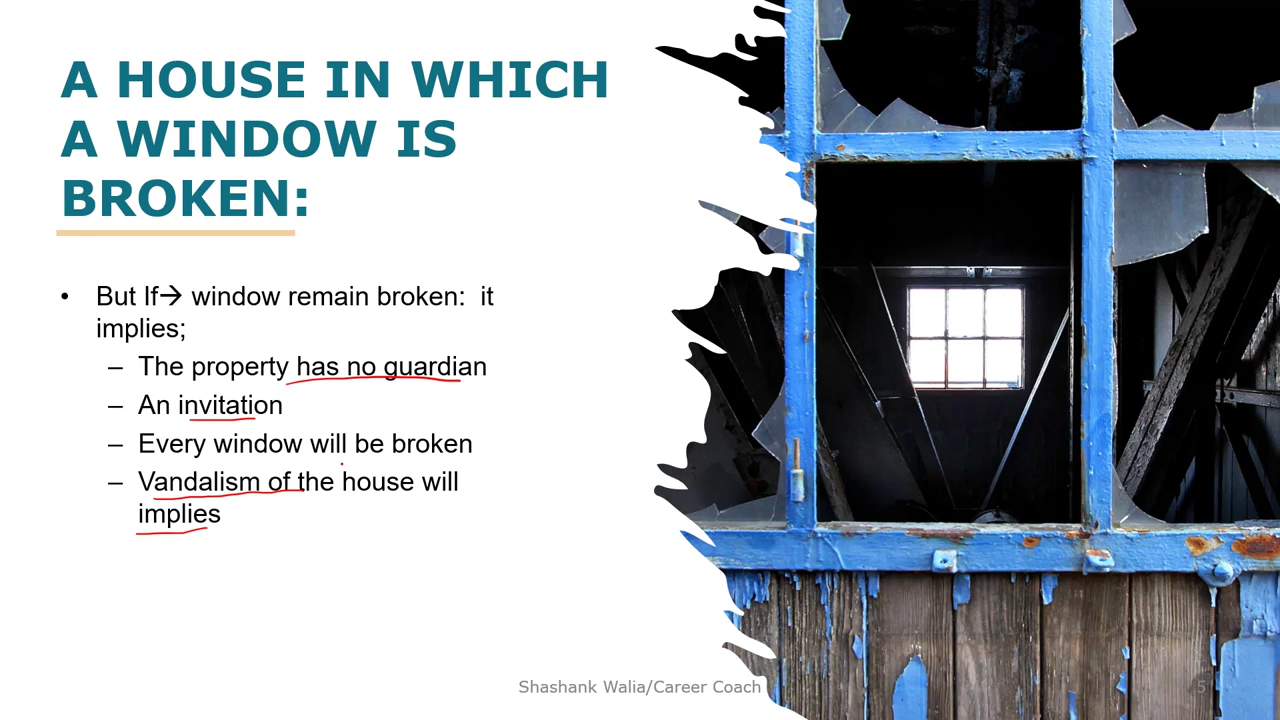 A HOUSE IN WHICH
A WINDOW IS
BROKEN:
• But If→ window remain broken:  it
implies;
– The property has no guardian
– An invitation
– Every window will be broken
– Vandalism of the house will
implies
Shashank Walia/Career Coach
5